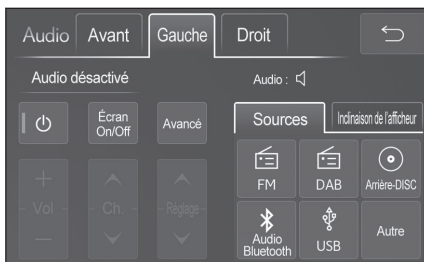 Audio
Avant
Gauche
Droit
Audio désactivé
Audio :
Écran
On/Off
Avancé
Sources
Inclinaison de l'afficheur
FM
DAB
Arrière-DISC
Vol
Ch.
Réglage
Audio
Bluetooth
USB
Autre